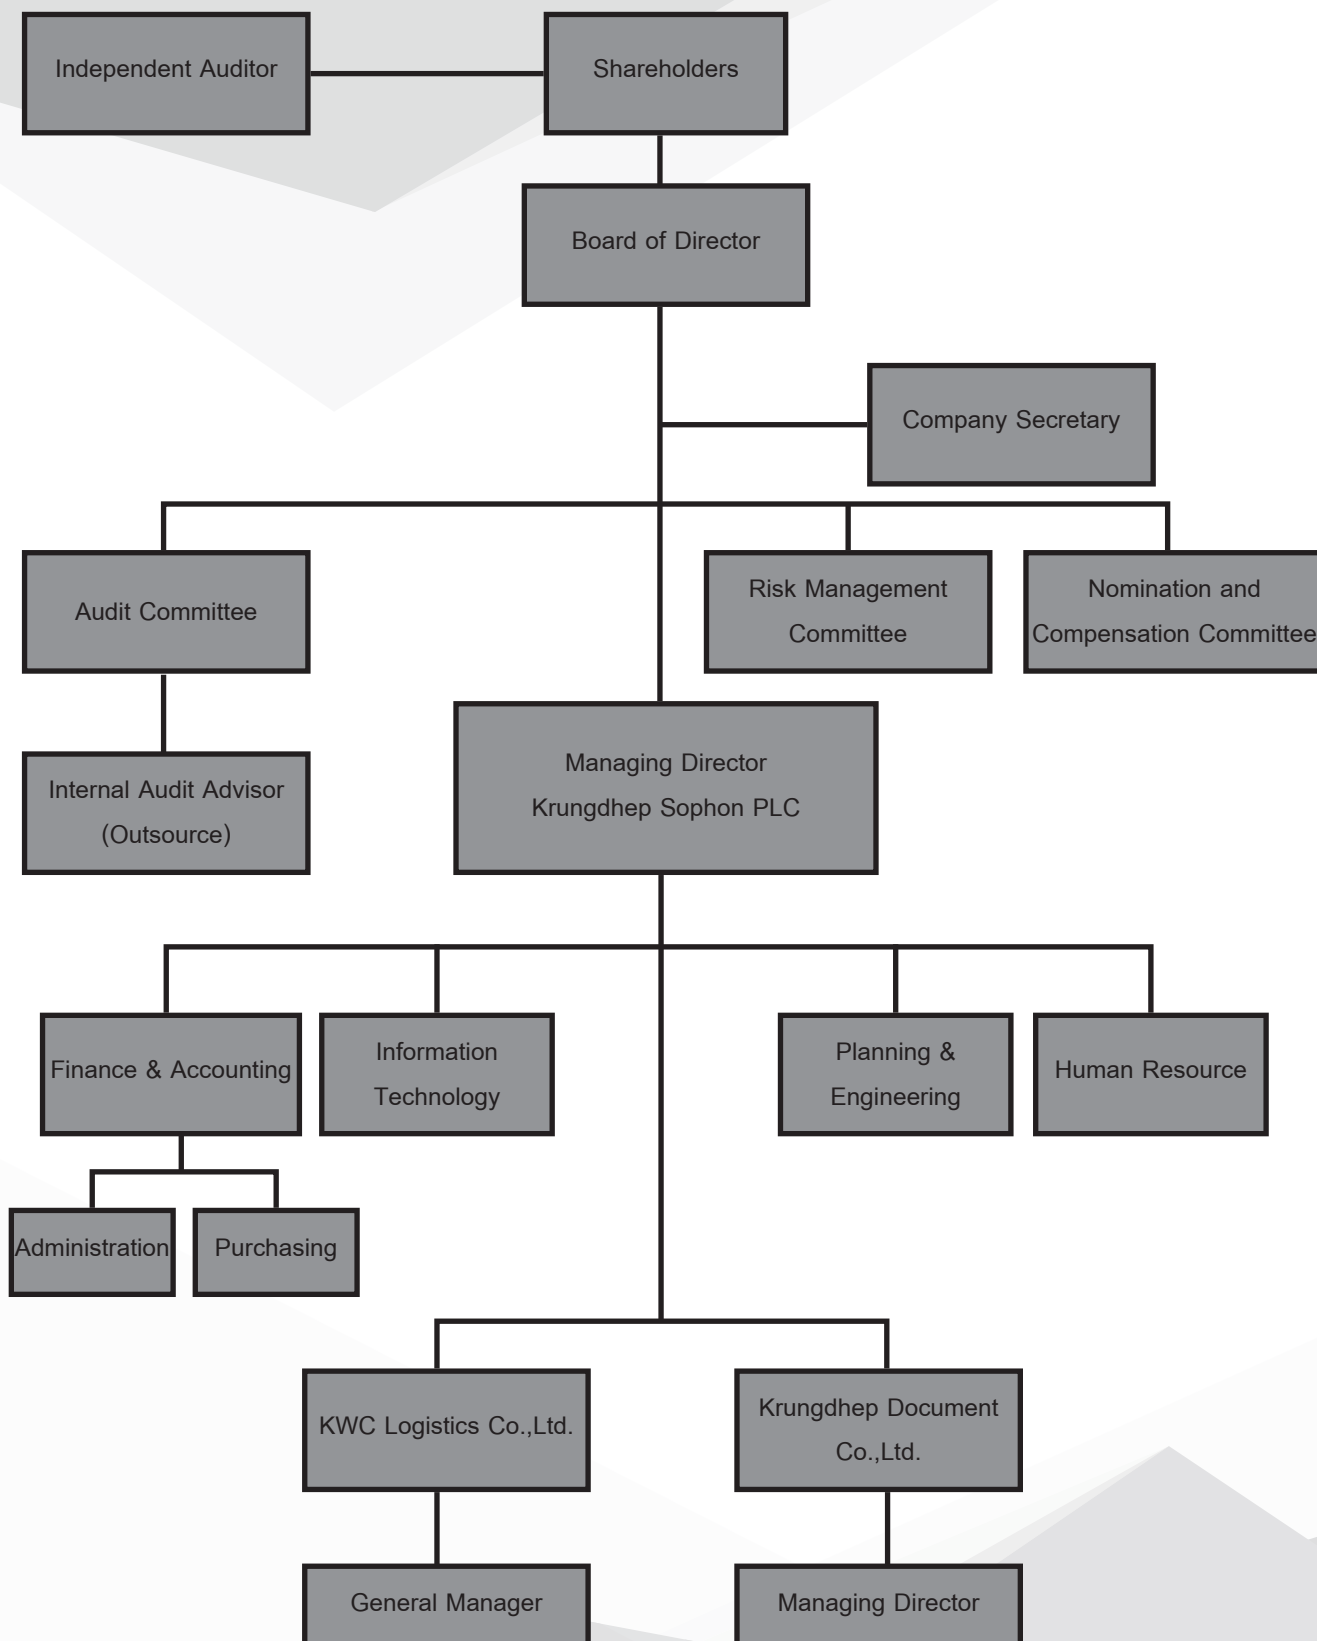 Independent Auditor
Shareholders
Board of Director
Company Secretary
Audit Committee
Risk Management
Committee
Nomination and
Compensation Committee
Internal Audit Advisor
(Outsource)
Managing Director
Krungdhep Sophon PLC
Finance & Accounting
Information
Technology
Planning &
Engineering
Human Resource
Administration
Purchasing
KWC Logistics Co.,Ltd.
Krungdhep Document
Co.,Ltd.
General Manager
Managing Director